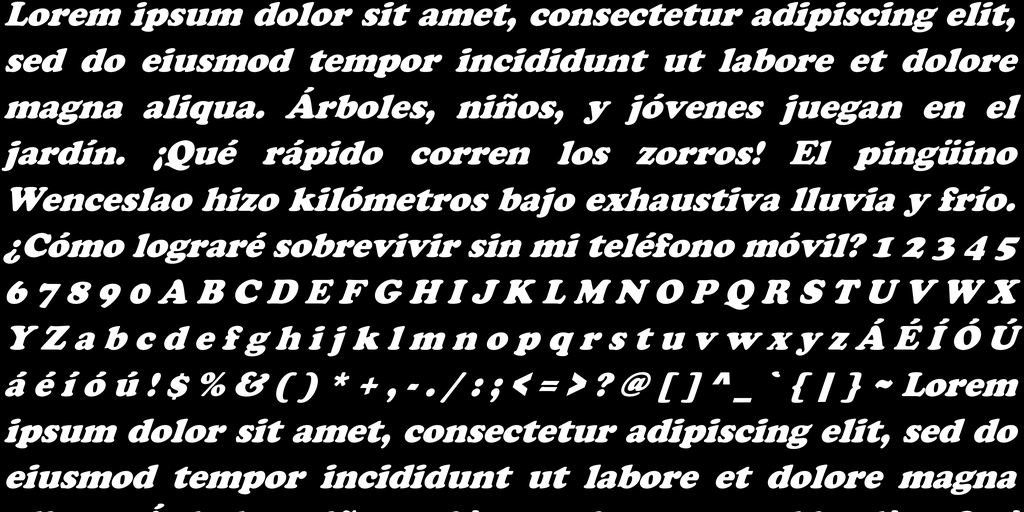 Lorem ipsum dolor sit amet, consectetur adipiscing elit,
sed do eiusmod tempor incididunt ut labore et dolore
magna aliqua. Árboles, niños, y jóvenes juegan en el
jardín. ¡Qué rápido corren los zorros! El pingüino
Wenceslao hizo kilómetros bajo exhaustiva lluvia y frío.
¿Cómo lograré sobrevivir sin mi teléfono móvil? 1 2 3 4 5
6 7 8 9 0 A B C D E F G H I J K L M N O P Q R S T U V W X
Y Z a b c d e f g h i j k l m n o p q r s t u v w x y z Á É Í Ó Ú
á é í ó ú ! $ % & ( ) * + , - . / : ; < = > ? @ [ ] ^ _ ` { | } ~ Lorem
ipsum dolor sit amet, consectetur adipiscing elit, sed do
eiusmod tempor incididunt ut labore et dolore magna